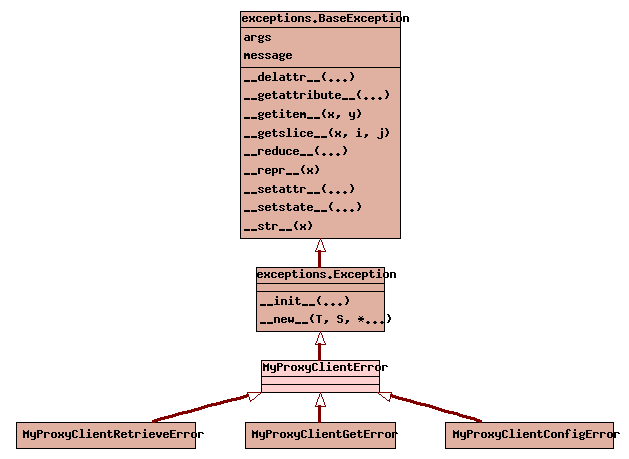 exceptions.BaseException
args
message
__delattr__(...)
__getattribute__(...)
__getitem__(x, y)
__getslice__(x, i, j)
__reduce__(...)
__repr__(x)
__setattr__(...)
__setstate__(...)
__str__(x)
exceptions.Exception
__init__(...)
__new__(T, S, *...)
MyProxyClientError
MyProxyClientRetrieveError
MyProxyClientGetError
MyProxyClientConfigError